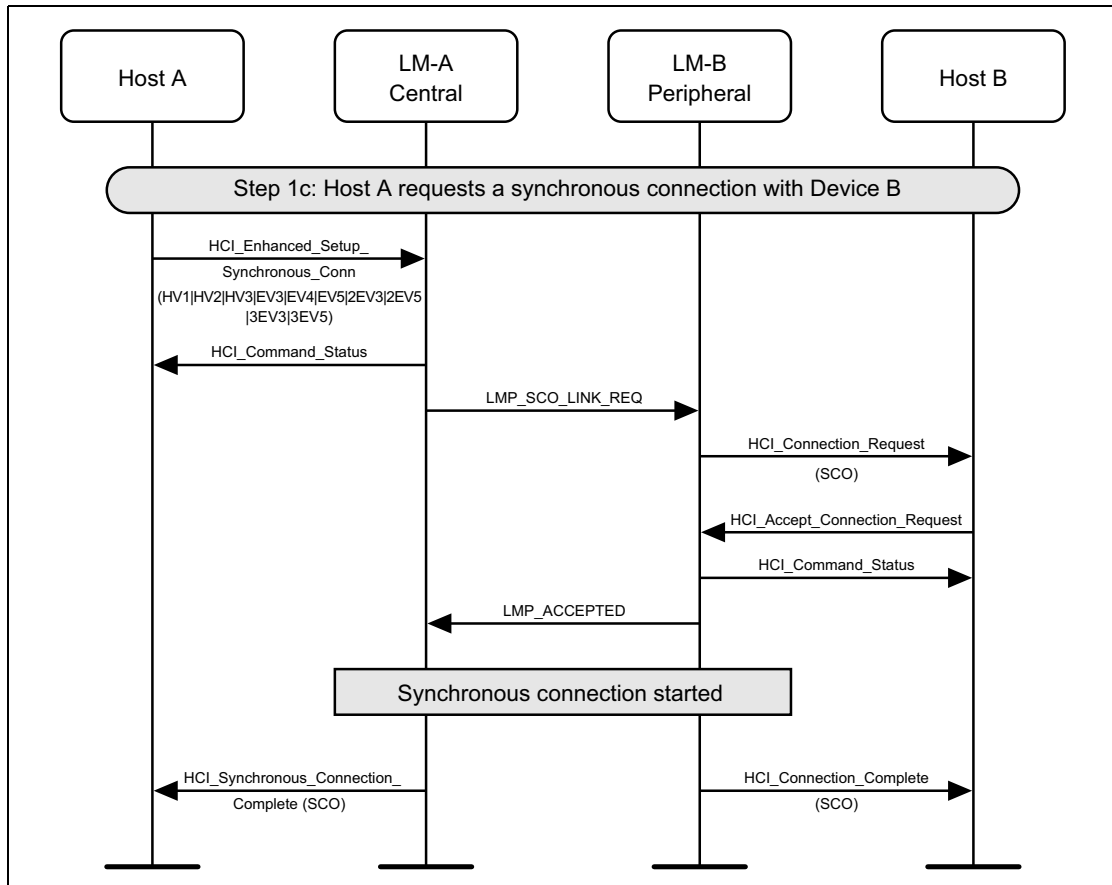 Host A
LM-A
Central
LM-B
Peripheral
Host B
Step 1c: Host A requests a synchronous connection with Device B
HCI_Enhanced_Setup_
Synchronous_Conn
(HV1|HV2|HV3|EV3|EV4|EV5|2EV3|2EV5
|3EV3|3EV5)
HCI_Command_Status
LMP_SCO_LINK_REQ
HCI_Connection_Request
(SCO)
HCI_Accept_Connection_Request
HCI_Command_Status
LMP_ACCEPTED
Synchronous connection started
HCI_Synchronous_Connection_
Complete (SCO)
HCI_Connection_Complete
(SCO)